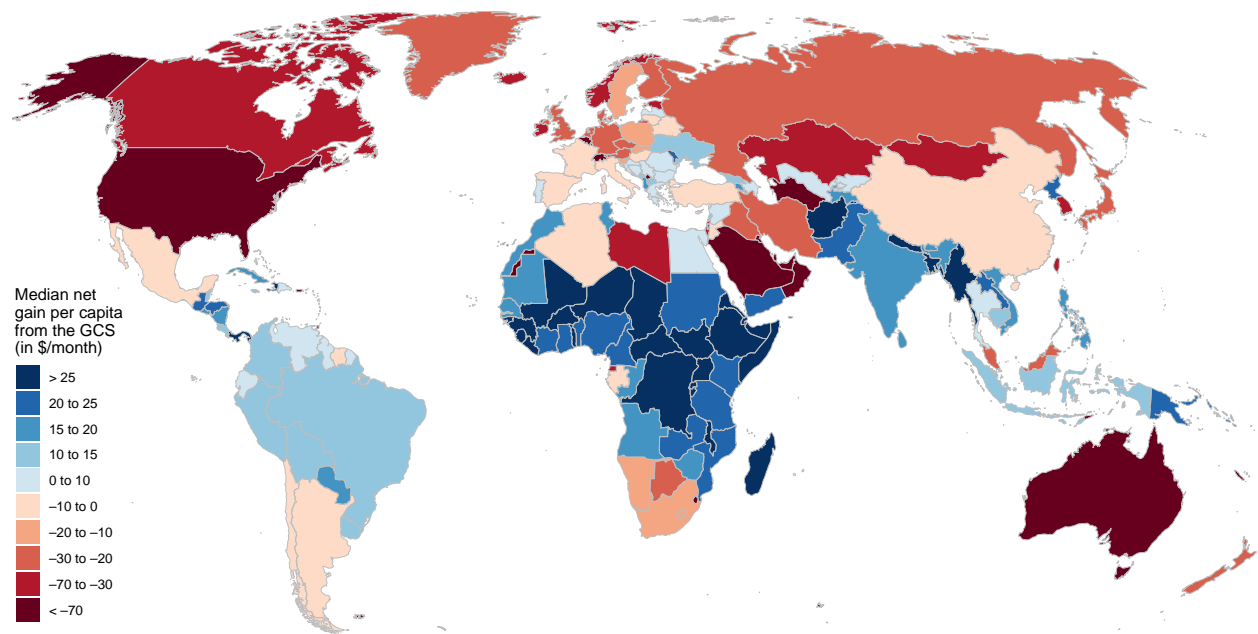 Median net
gain per capita
from the GCS
(in $/month)
> 25
20 to 25
15 to 20
10 to 15
0 to 10
−10 to 0
−20 to −10
−30 to −20
−70 to −30
< −70